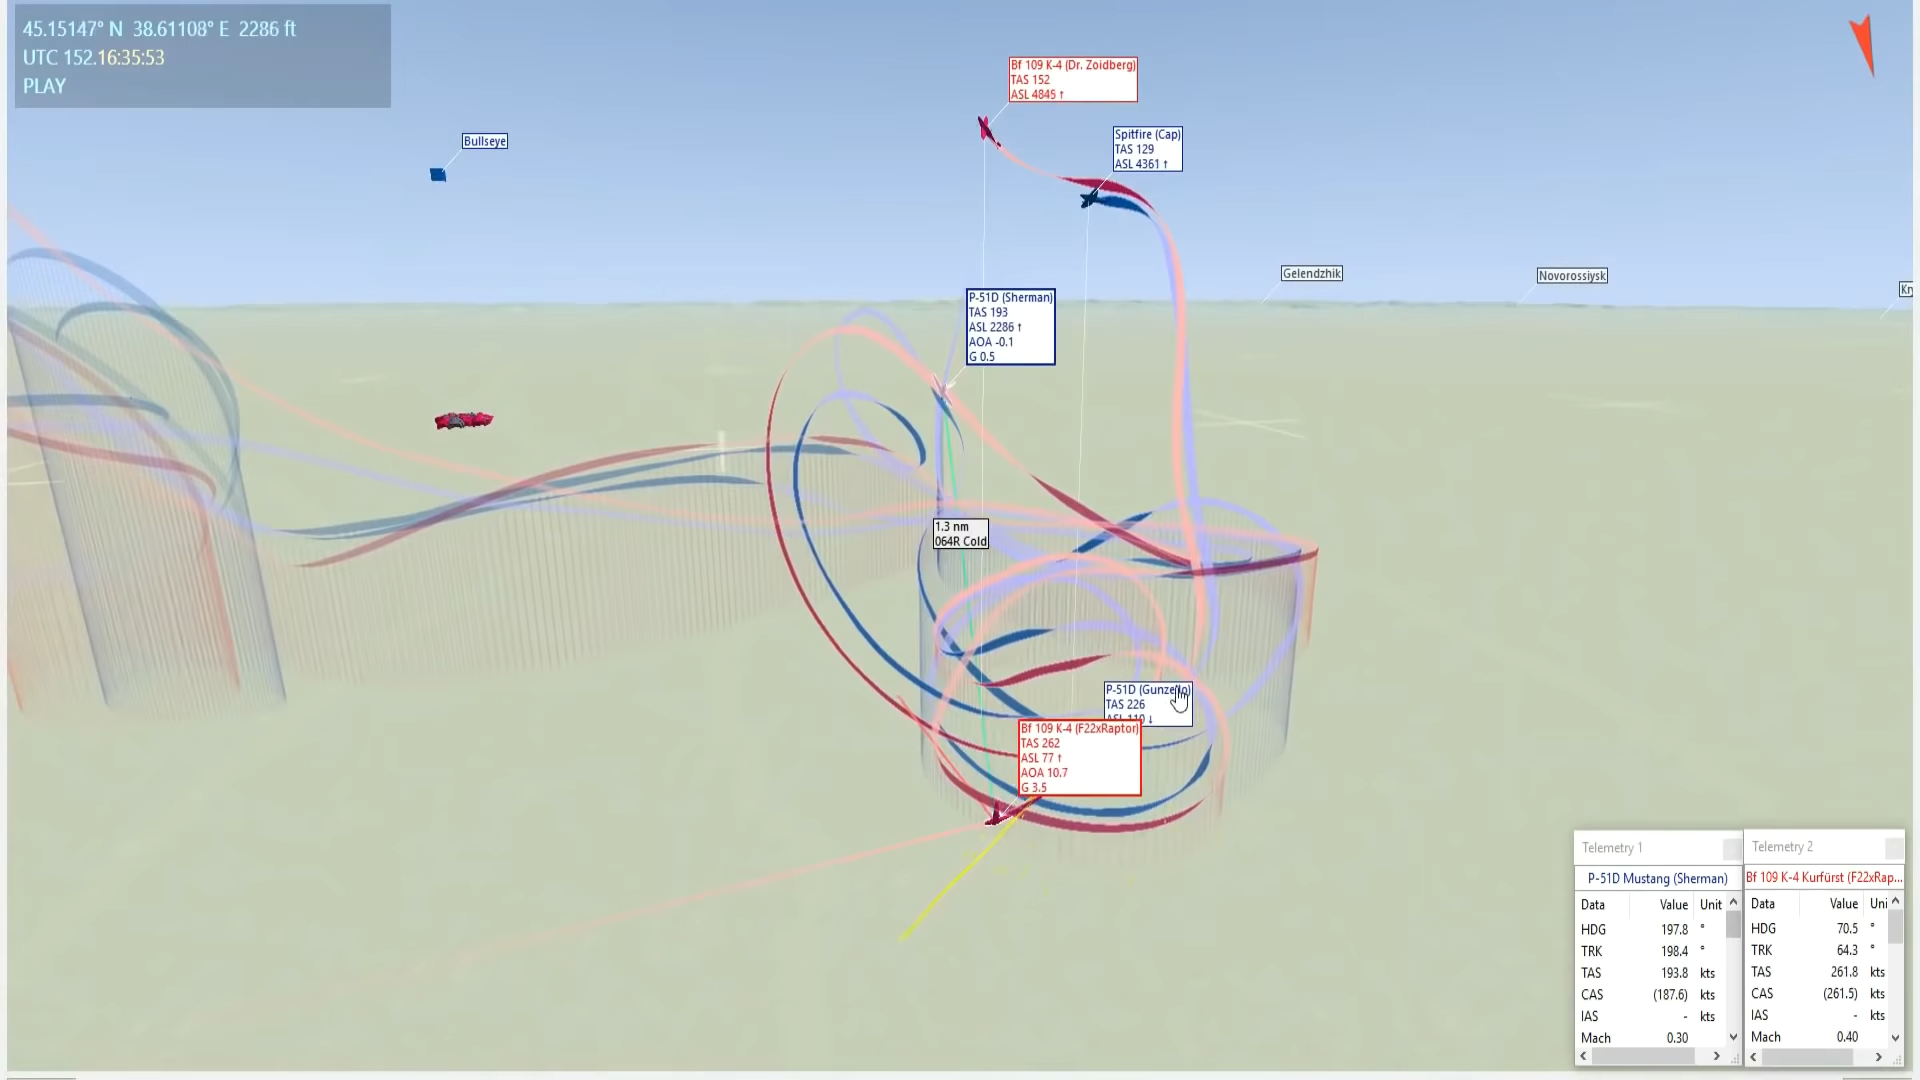 45.15147° N 38.61108° E 2286 ft
UTC 152.16:35:53
PLAY
Bf 109 K-4 (Dr. Zoidberg)
TAS 152
ASL 4845 ↑
Bullseye
Spitfire (Cap)
TAS 129
ASL 4361 ↑
Gelendzhik
Novorossiysk
P-51D (Sherman)
TAS 193
ASL 2286 ↑
AOA -0.1
G 0.5
1.3 nm
064R Cold
P-51D (Gunzello)
TAS 226
ASL 110 ↓
Bf 109 K-4 (F22xRaptor)
TAS 262
ASL 77 ↑
AOA 10.7
G 3.5
Telemetry 1
P-51D Mustang (Sherman)
Data Value Unit
HDG 197.8 °
TRK 198.4 °
TAS 193.8 kts
CAS (187.6) kts
IAS - kts
Mach 0.30
Telemetry 2
Bf 109 K-4 Kurfürst (F22xRap...
Data Value Uni
HDG 70.5 °
TRK 64.3 °
TAS 261.8 kts
CAS (261.5) kts
IAS - kts
Mach 0.40